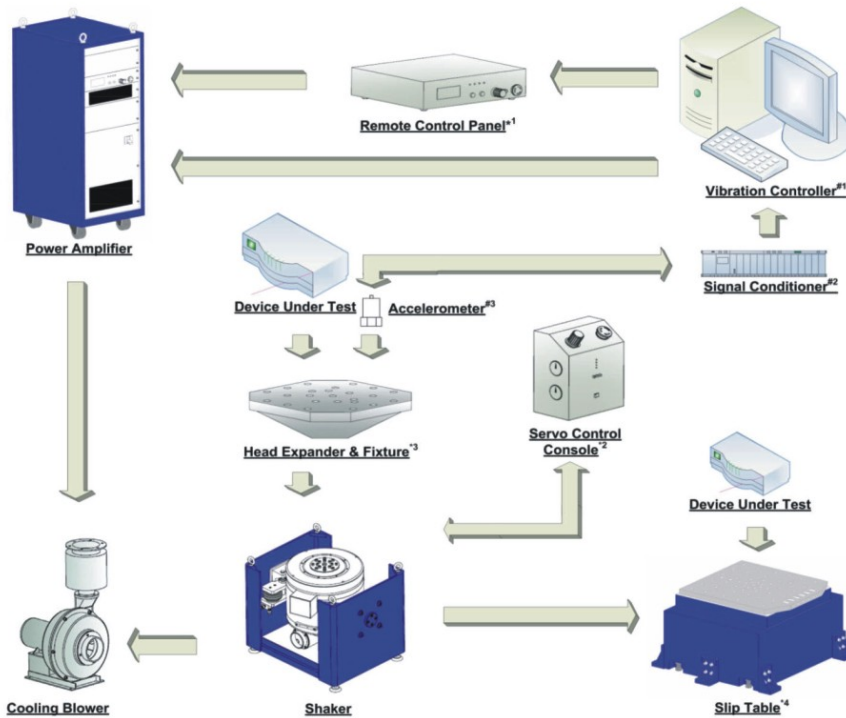 Remote Control Panel*1
Vibration Controller#1
Power Amplifier
Signal Conditioner#2
Device Under Test
Accelerometer#3
Servo Control
Console*2
Head Expander & Fixture*3
Device Under Test
Cooling Blower
Shaker
Slip Table*4